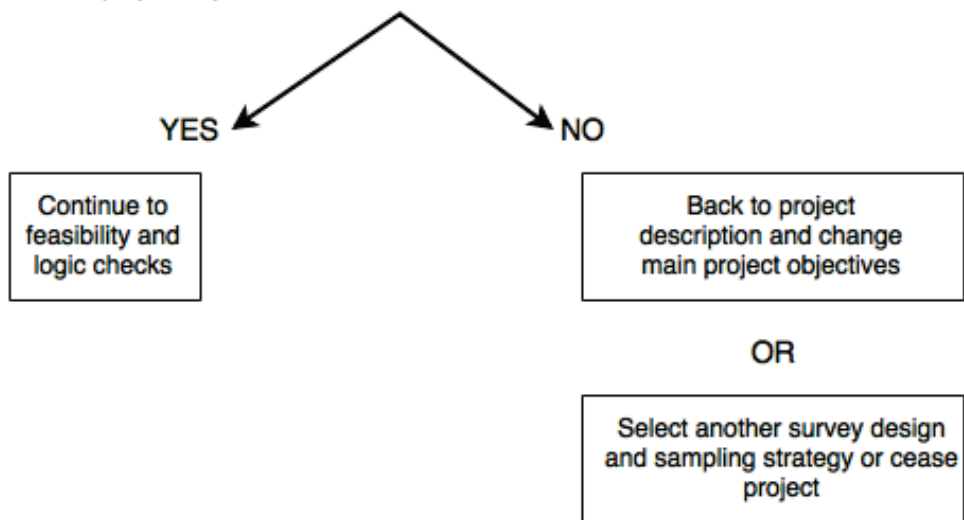 YES
NO
Continue to
feasibility and
logic checks
Back to project
description and change
main project objectives
OR
Select another survey design
and sampling strategy or cease
project